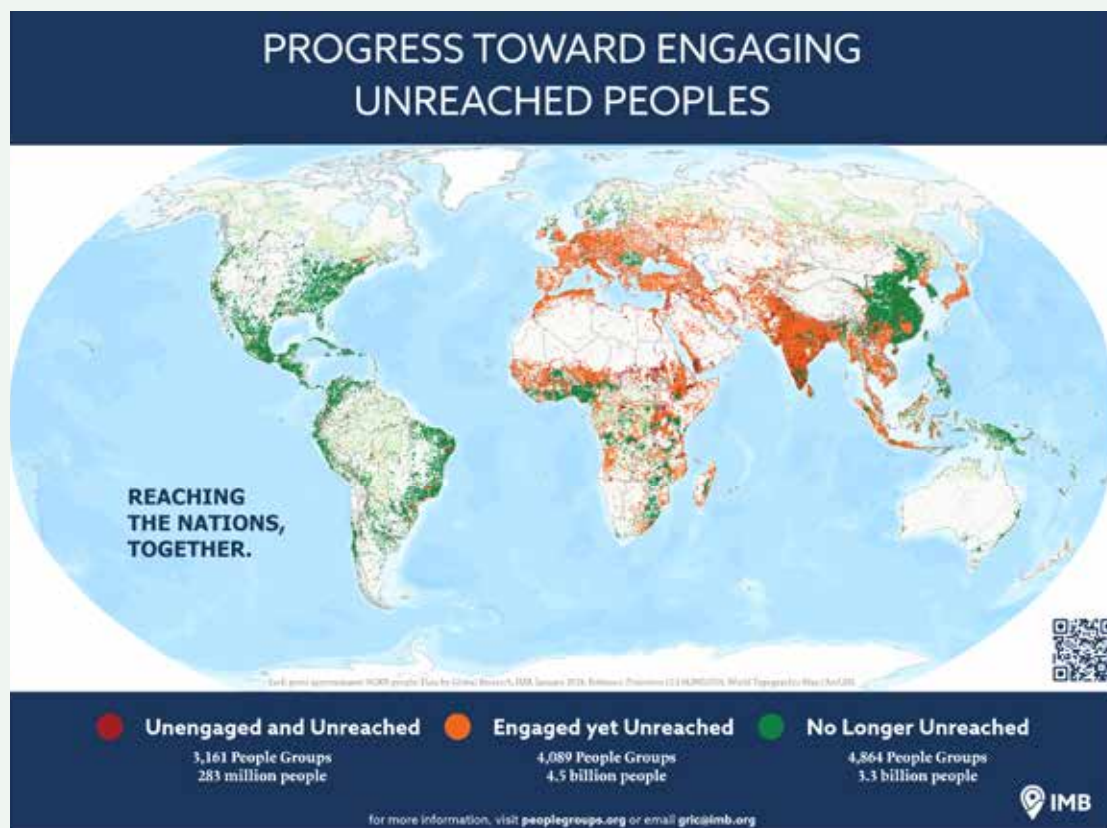 PROGRESS TOWARD ENGAGING
UNREACHED PEOPLES
REACHING
THE NATIONS,
TOGETHER.
Unengaged and Unreached
3,161 People Groups
283 million people
Engaged yet Unreached
4,089 People Groups
4.5 billion people
No Longer Unreached
4,864 People Groups
3.3 billion people
IMB
for more information, visit peoplegroups.org or email gric@imb.org